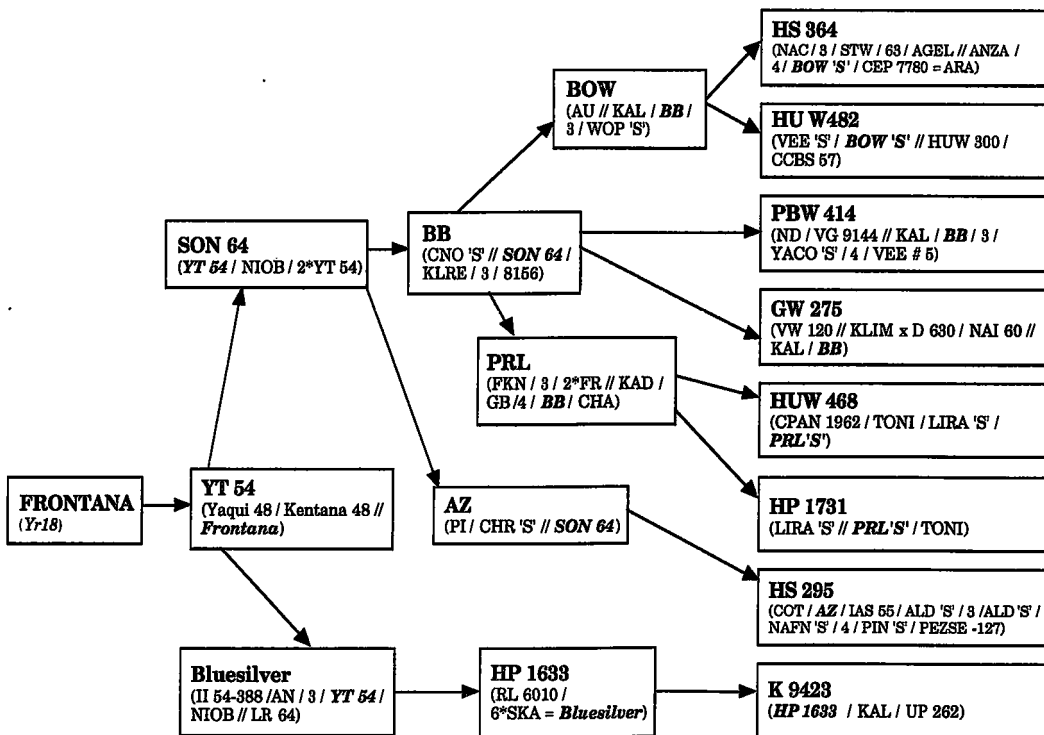 HS 364
(NAC / 3 / STW / 63 / AGEL // ANZA /
4 / BOW 'S' / CEP 7780 = ARA)
BOW
(AU // KAL / BB /
3 / WOP 'S')
HU W482
(VEE 'S' / BOW 'S' // HUW 300 /
CCBS 57)
SON 64
(YT 54 / NIOB / 2*YT 54)
BB
(CNO 'S' // SON 64 /
KLRE / 3 / 8156)
PBW 414
(ND / VG 9144 // KAL / BB / 3 /
YACO 'S' / 4 / VEE # 5)
GW 275
(VW 120 // KLIM x D 630 / NAI 60 //
KAL / BB)
PRL
(FKN / 3 / 2*FR // KAD /
GB /4 / BB / CHA)
HUW 468
(CPAN 1962 / TONI / LIRA 'S' /
PRL'S')
FRONTANA
(Yr18)
YT 54
(Yaqui 48 / Kentana 48 //
Frontana)
AZ
(PI / CHR 'S' // SON 64)
HP 1731
(LIRA 'S' // PRL'S' / TONI)
HS 295
(COT / AZ / IAS 55 / ALD 'S' / 3 /ALD 'S' /
NAFN 'S' / 4 / PIN 'S' / PEZSE -127)
Bluesilver
(II 54-388 /AN / 3 / YT 54 /
NIOB // LR 64)
HP 1633
(RL 6010 /
6*SKA = Bluesilver)
K 9423
(HP 1633 / KAL / UP 262)